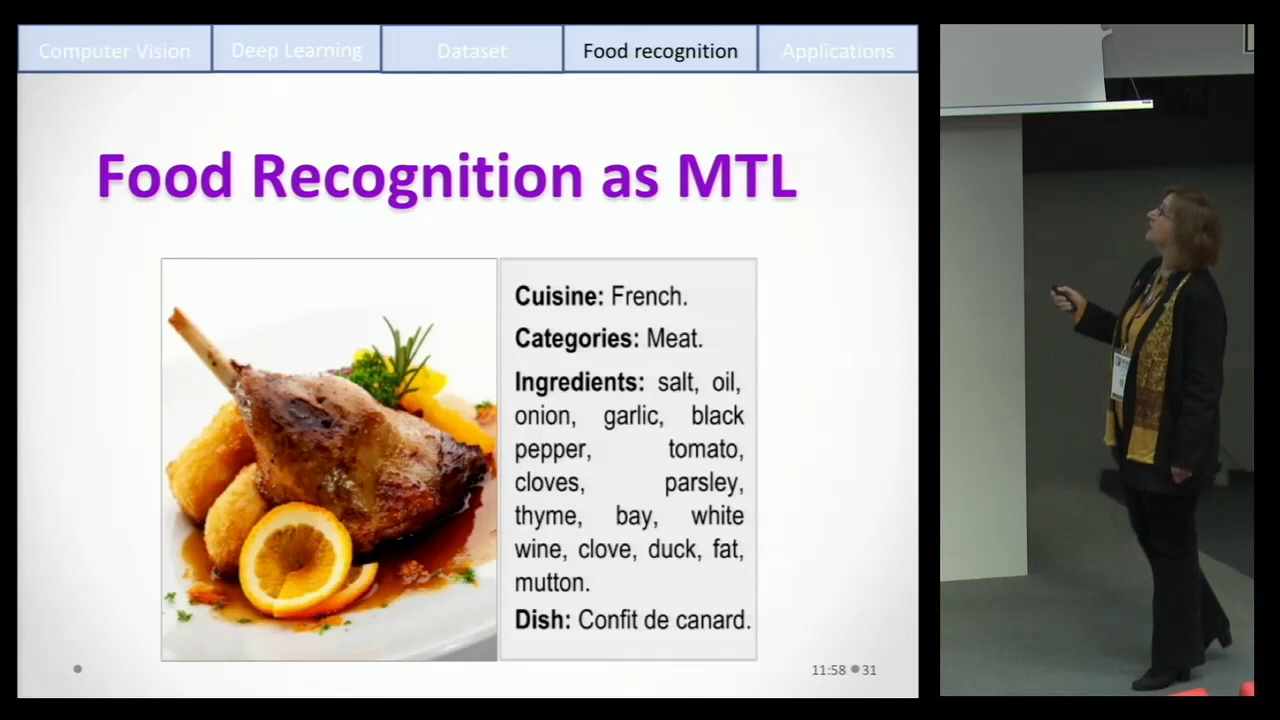 Computer Vision
Deep Learning
Dataset
Food recognition
Applications
Food Recognition as MTL
Cuisine: French.
Categories: Meat.
Ingredients: salt, oil,
onion, garlic, black
pepper, tomato,
cloves, parsley,
thyme, bay, white
wine, clove, duck, fat,
mutton.
Dish: Confit de canard.
11:58
31